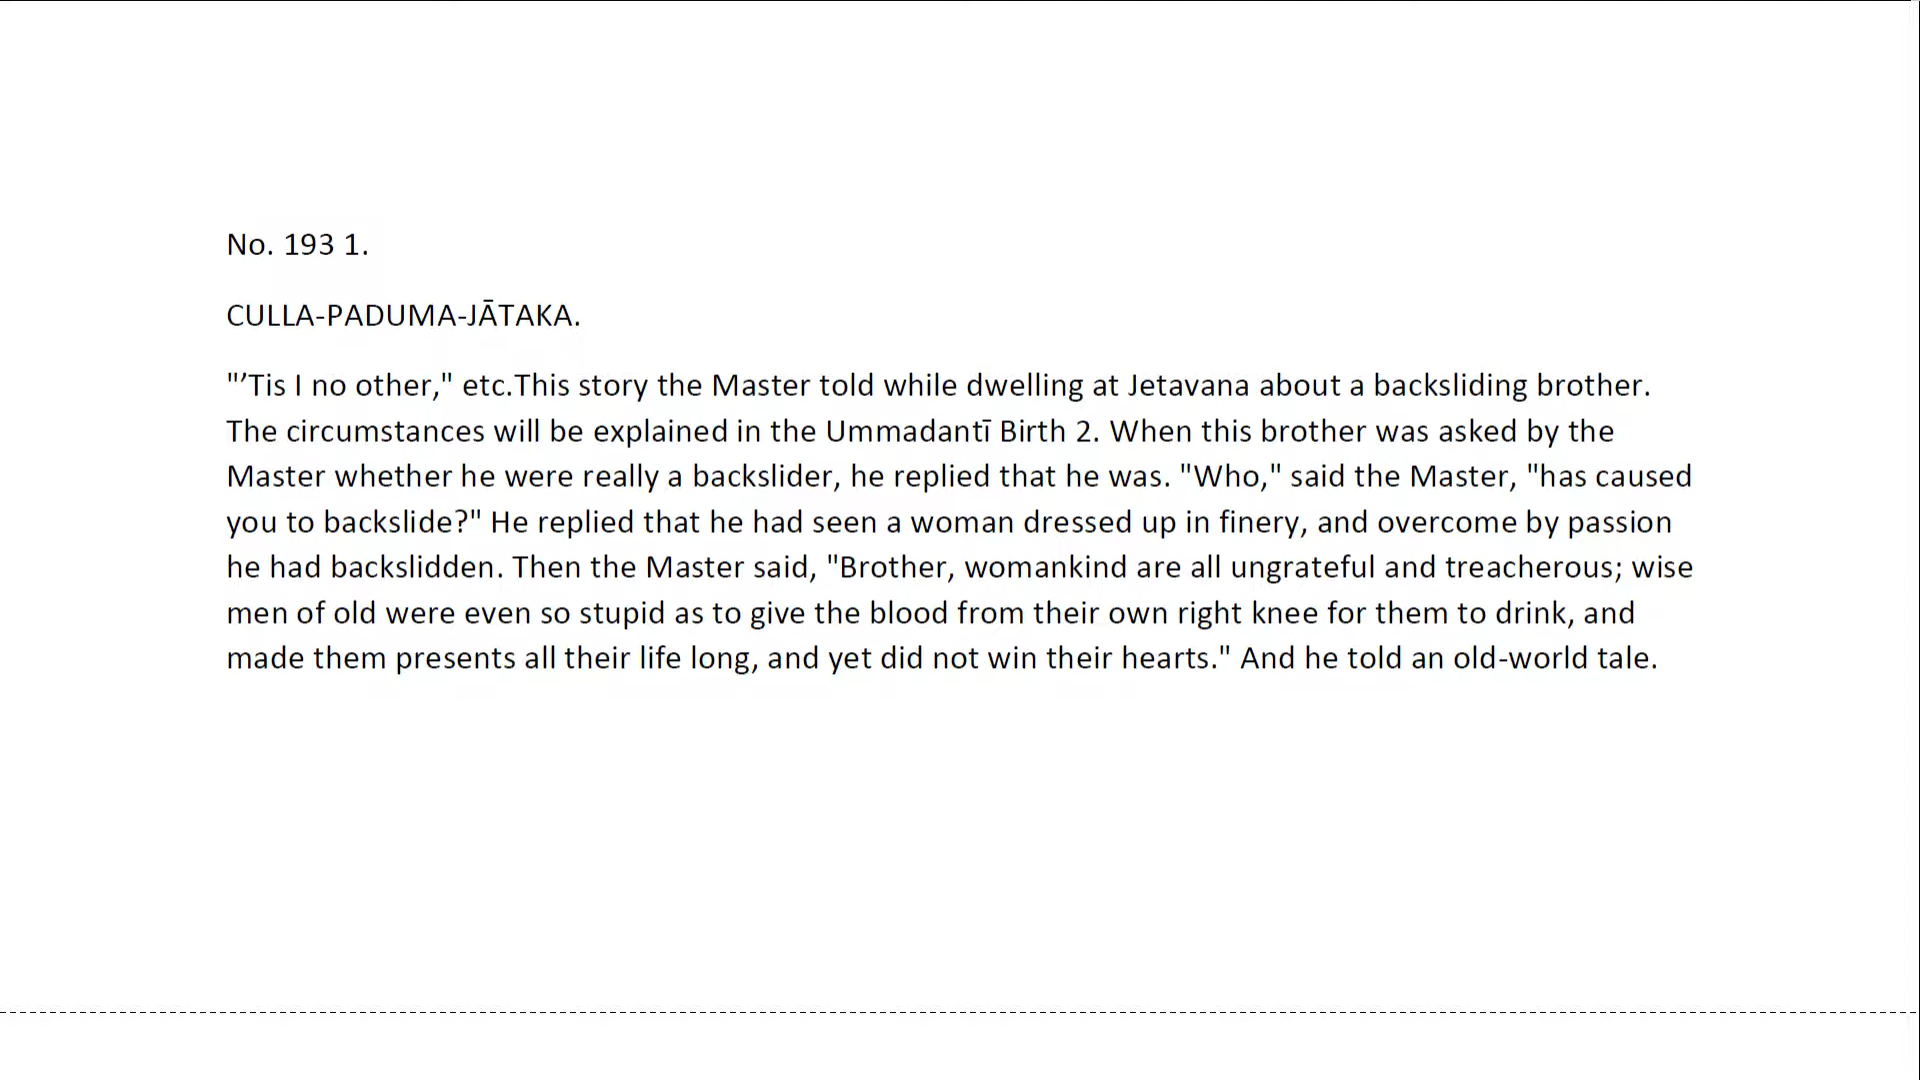 No. 193 1.
CULLA-PADUMA-JĀTAKA.
"’Tis I no other," etc.This story the Master told while dwelling at Jetavana about a backsliding brother.
The circumstances will be explained in the Ummadantī Birth 2. When this brother was asked by the
Master whether he were really a backslider, he replied that he was. "Who," said the Master, "has caused
you to backslide?" He replied that he had seen a woman dressed up in finery, and overcome by passion
he had backslidden. Then the Master said, "Brother, womankind are all ungrateful and treacherous; wise
men of old were even so stupid as to give the blood from their own right knee for them to drink, and
made them presents all their life long, and yet did not win their hearts." And he told an old-world tale.